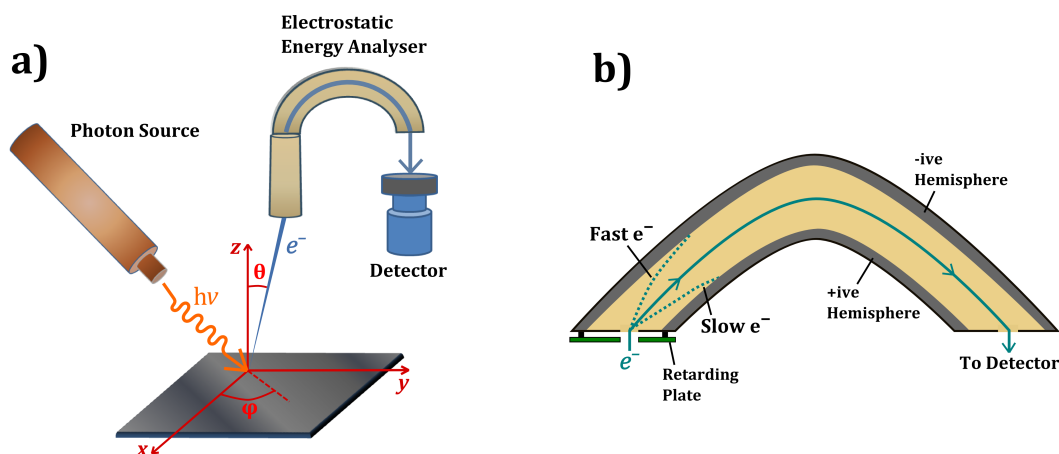 a)
Electrostatic
Energy Analyser
Photon Source
hν
z
θ
e⁻
Detector
y
φ
x
b)
-ive
Hemisphere
Fast e⁻
Slow e⁻
+ive
Hemisphere
e⁻
Retarding
Plate
To Detector